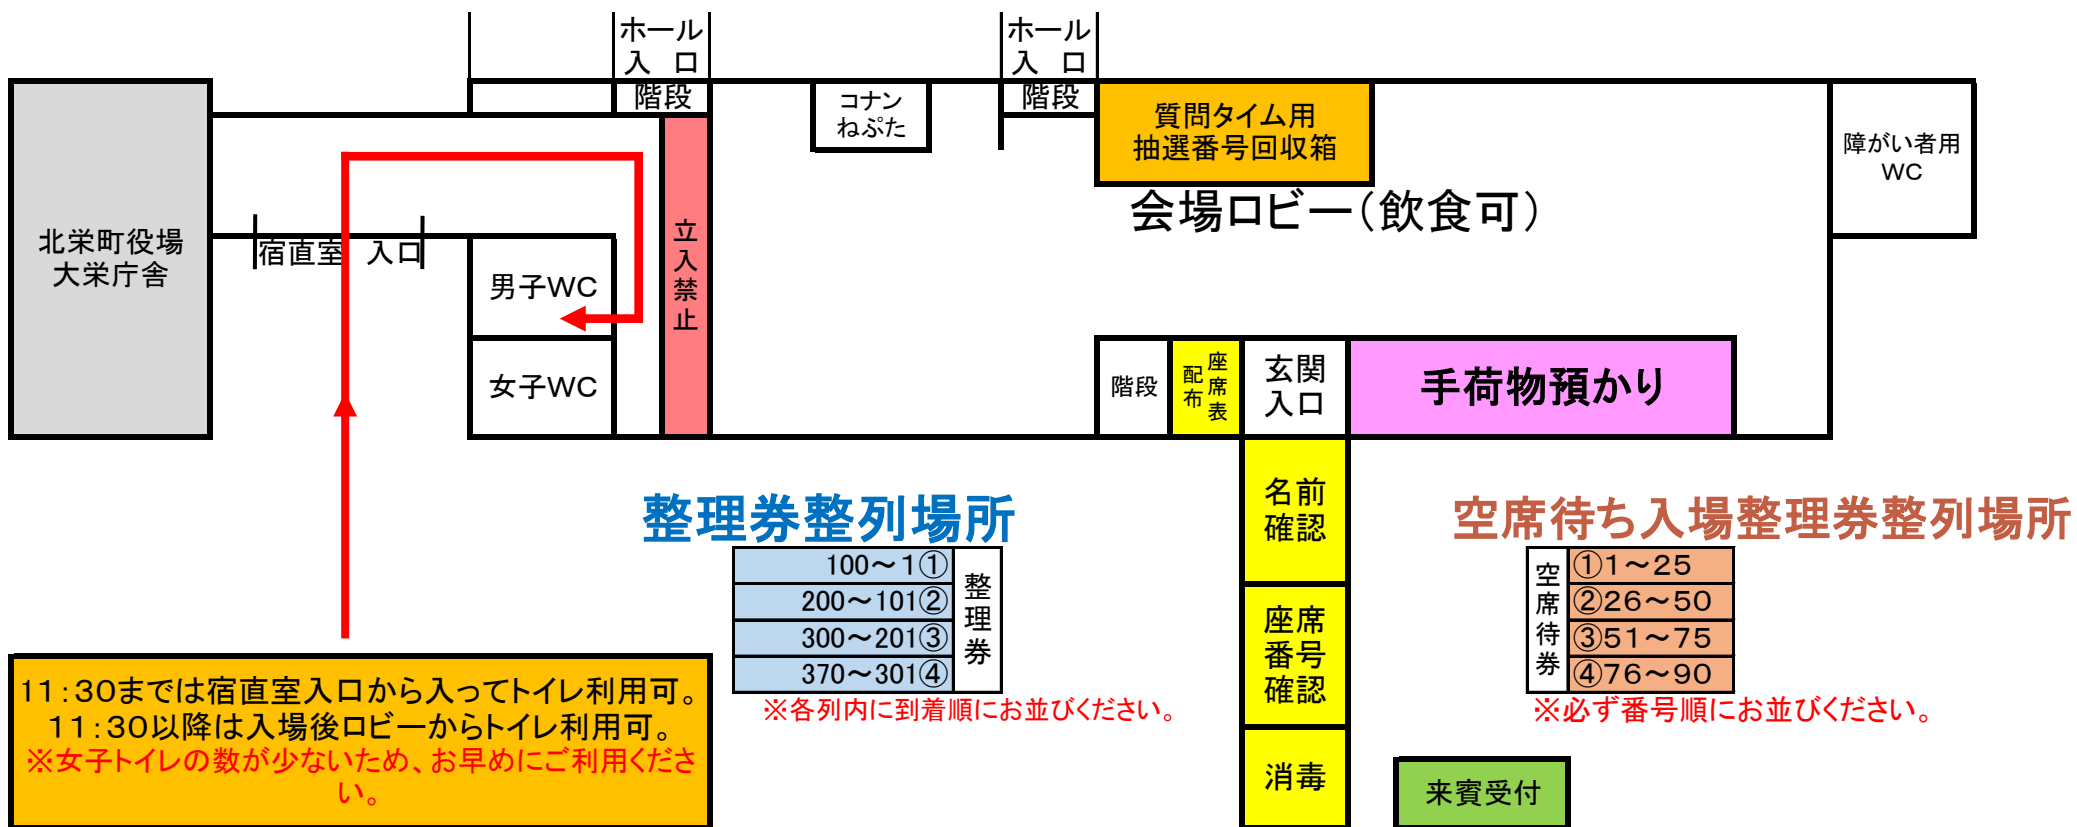 ホール
入　口
階段
ホール
入　口
階段
コナン
ねぷた
質問タイム用
抽選番号回収箱
障がい者用
WC
会場ロビー（飲食可）
北栄町役場
大栄庁舎
宿直室　入口
立入禁止
男子WC
女子WC
階段
座席表
配布
玄関
入口
手荷物預かり
整理券整列場所
名前
確認
空席待ち入場整理券整列場所
100～1①
200～101②
300～201③
370～301④
整理券
※各列内に到着順にお並びください。
座席
番号
確認
空席待券
①1～25
②26～50
③51～75
④76～90
※必ず番号順にお並びください。
11：30までは宿直室入口から入ってトイレ利用可。
11：30以降は入場後ロビーからトイレ利用可。
※女子トイレの数が少ないため、お早めにご利用くださ
い。
消毒
来賓受付